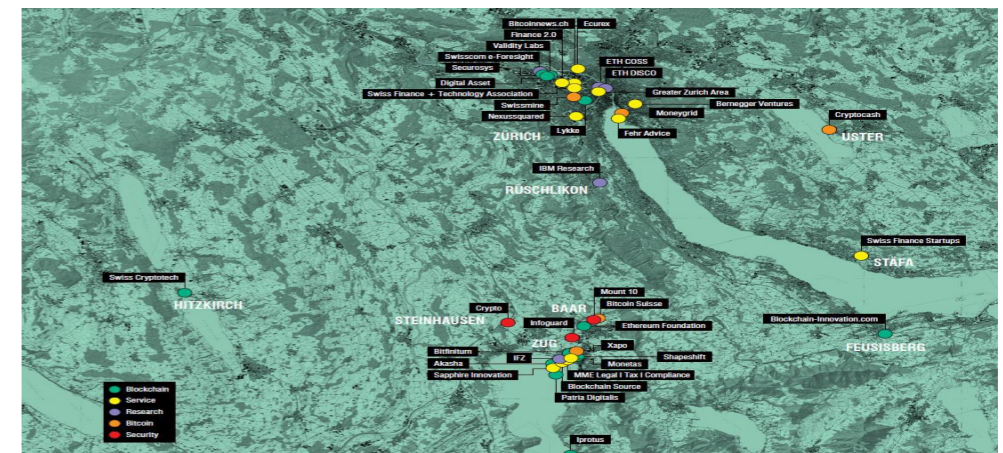 Bitcoinnews.ch
Ecurex
Finance 2.0
Validity Labs
Swisscom e-Foresight
Securosys
ETH COSS
ETH DISCO
Digital Asset
Swiss Finance + Technology Association
Greater Zurich Area
Bernegger Ventures
Swissmine
Moneygrid
Nexussquared
Cryptocash
ZÜRICH
Lykke
Fehr Advice
USTER
IBM Research
RÜSCHLIKON
Swiss Finance Startups
STÄFA
Swiss Cryptotech
HITZKIRCH
Mount 10
Crypto
BAAR
Bitcoin Suisse
STEINHAUSEN
Infoguard
Ethereum Foundation
Blockchain-Innovation.com
FEUSISBERG
ZUG
Xapo
Bitfinitum
IFZ
Shapeshift
Akasha
Monetas
Sapphire Innovation
MME Legal I Tax I Compliance
Blockchain Source
Patria Digitalis
Blockchain
Service
Research
Bitcoin
Security
Iprotus